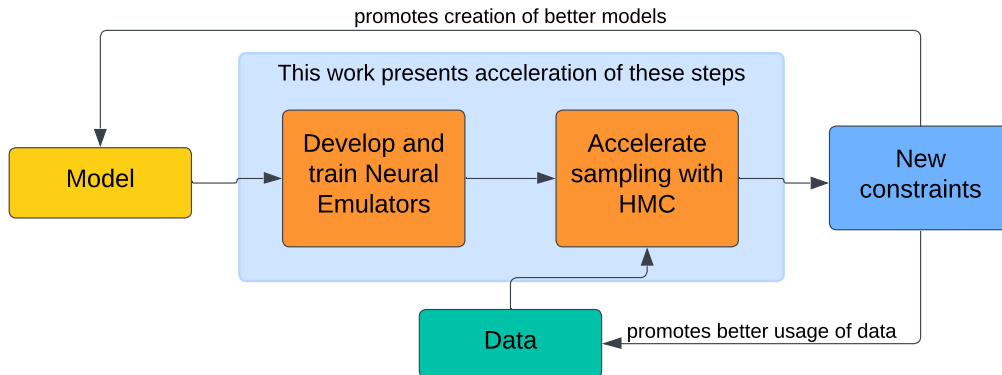 promotes creation of better models
This work presents acceleration of these steps
Model
Develop and
train Neural
Emulators
Accelerate
sampling with
HMC
New
constraints
Data
promotes better usage of data